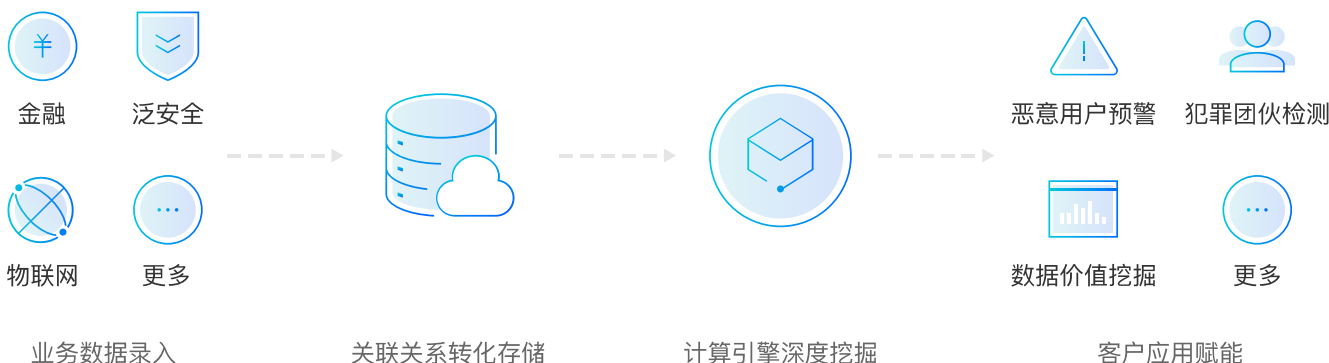 金融
泛安全
恶意用户预警
犯罪团伙检测
物联网
更多
数据价值挖掘
更多
业务数据录入
关联关系转化存储
计算引擎深度挖掘
客户应用赋能